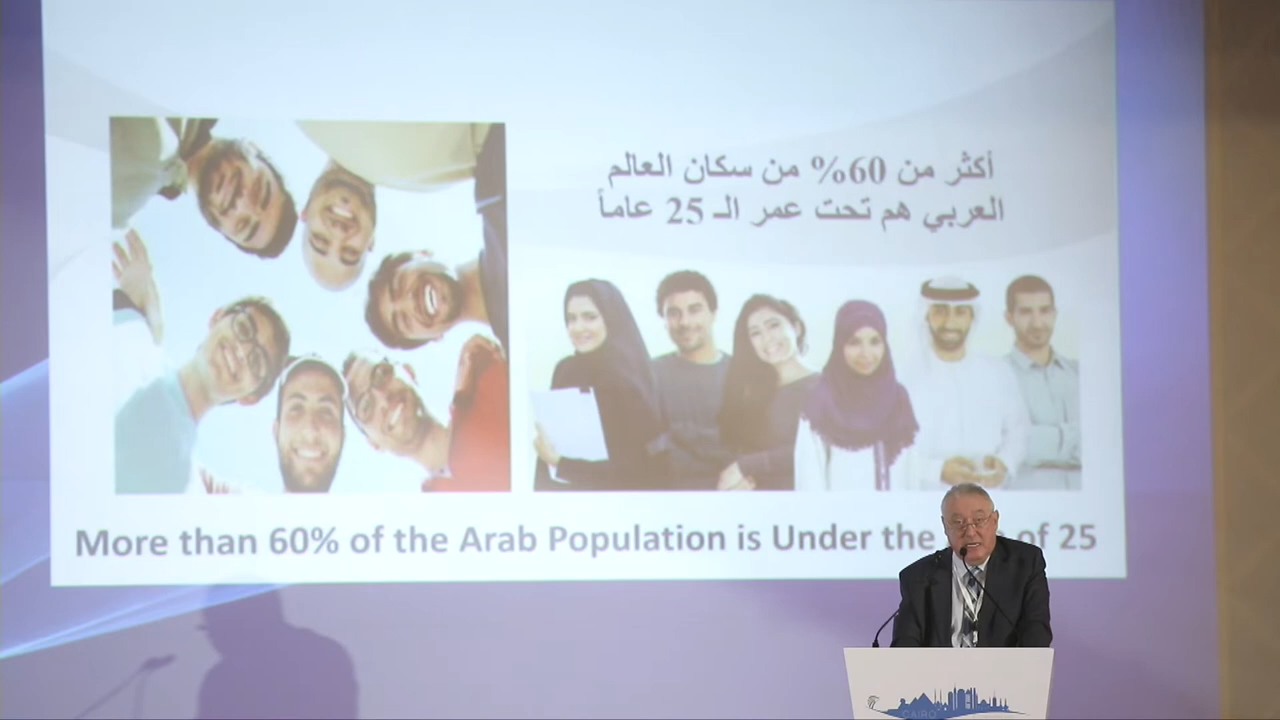 أكثر من 60% من سكان العالم
العربي هم تحت عمر الـ 25 عاماً
More than 60% of the Arab Population is Under the of 25
CAIRO